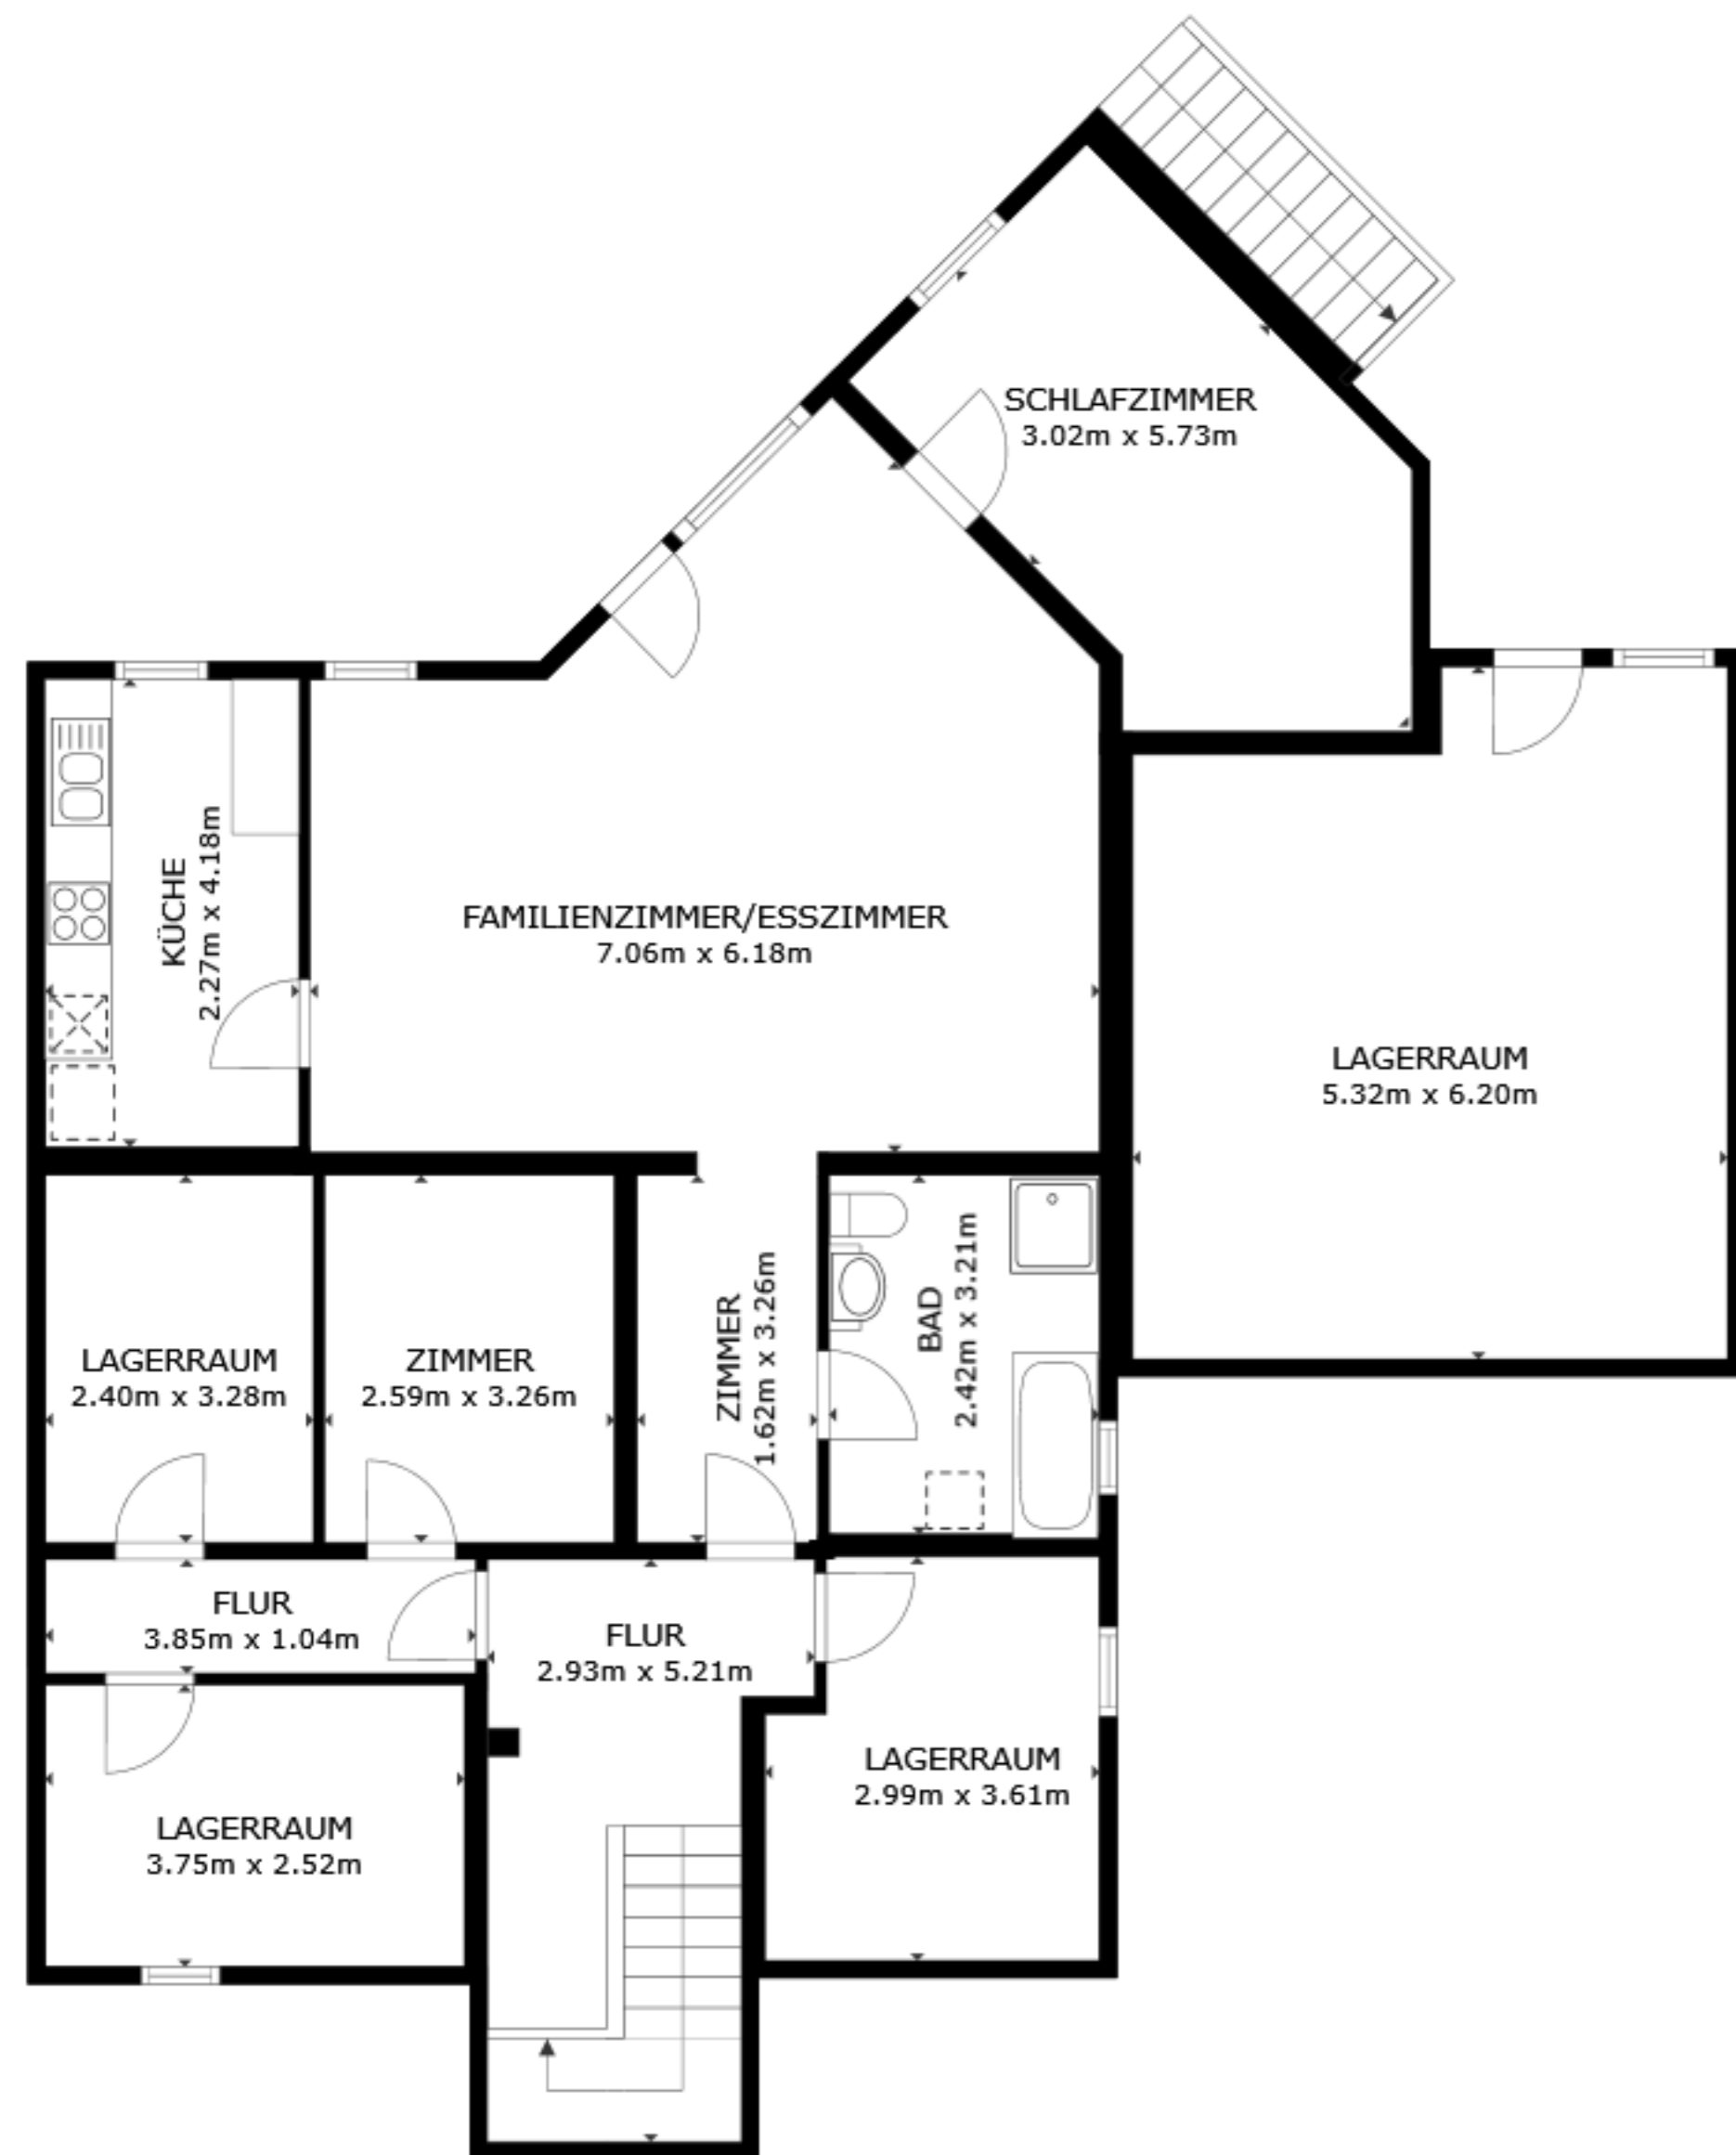 SCHLAFZIMMER
3.02m x 5.73m
KÜCHE
2.27m x 4.18m
FAMILIENZIMMER/ESSZIMMER
7.06m x 6.18m
LAGERRAUM
5.32m x 6.20m
LAGERRAUM
2.40m x 3.28m
ZIMMER
2.59m x 3.26m
ZIMMER
1.62m x 3.26m
BAD
2.42m x 3.21m
FLUR
3.85m x 1.04m
FLUR
2.93m x 5.21m
LAGERRAUM
2.99m x 3.61m
LAGERRAUM
3.75m x 2.52m